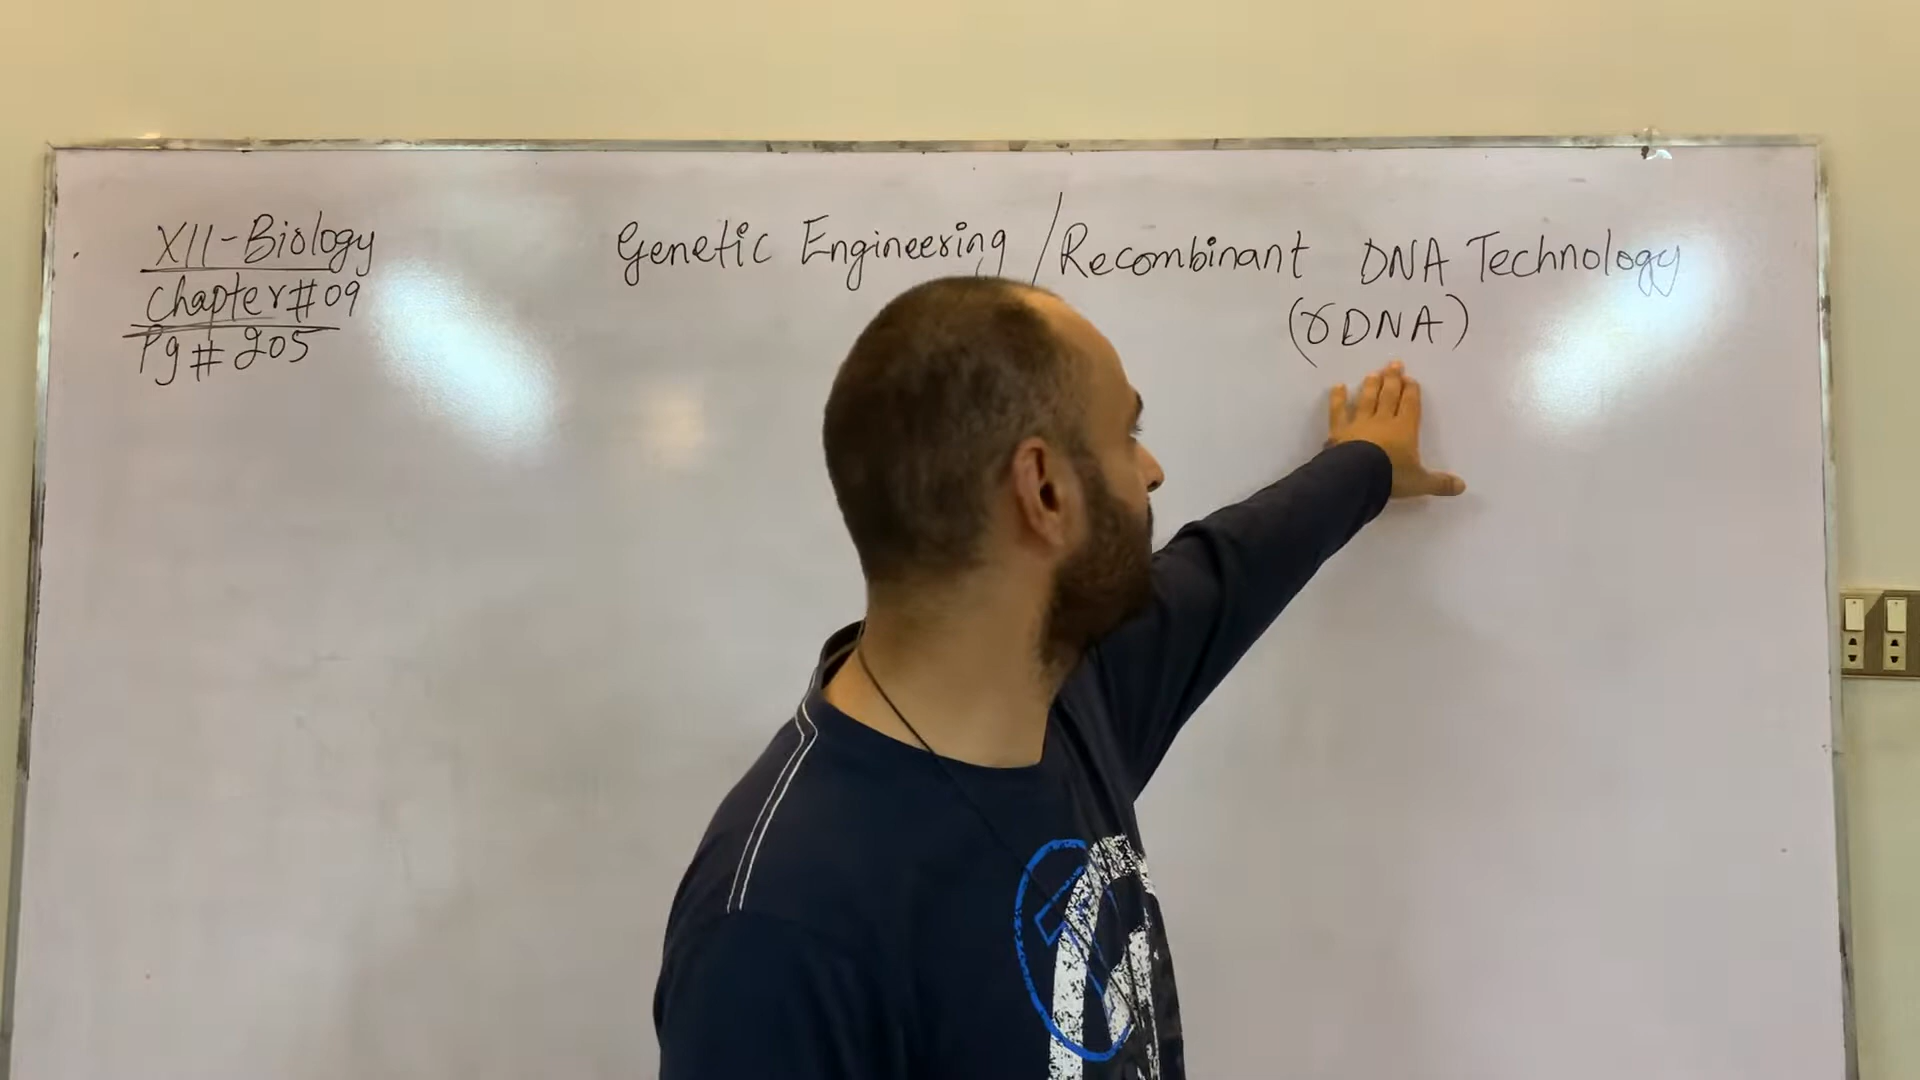 XII-Biology
Chapter#09
Pg # 205
Genetic Engineering / Recombinant DNA Technology
(rDNA)